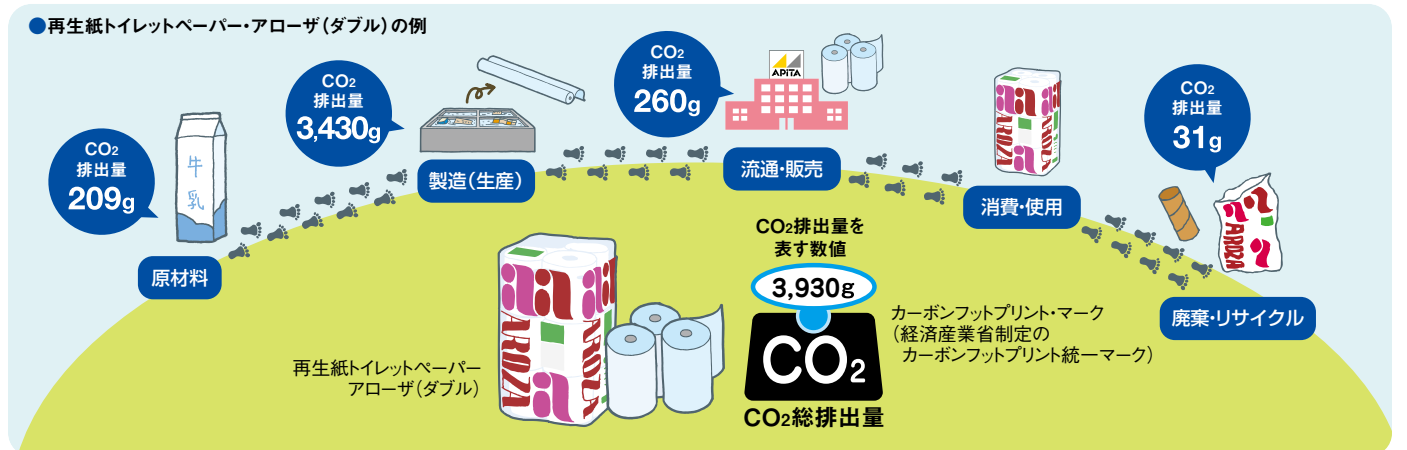 ●再生紙トイレットペーパー・アローザ（ダブル）の例
CO2
排出量
209g
牛
乳
原材料
CO2
排出量
3,430g
製造（生産）
CO2
排出量
260g
APiTA
流通・販売
AROZA
AROZA
消費・使用
CO2
排出量
31g
AROZA
廃棄・リサイクル
AROZA
AROZA
再生紙トイレットペーパー
アローザ（ダブル）
CO2排出量を
表す数値
3,930g
CO2
CO2総排出量
カーボンフットプリント・マーク
（経済産業省制定の
カーボンフットプリント統一マーク）